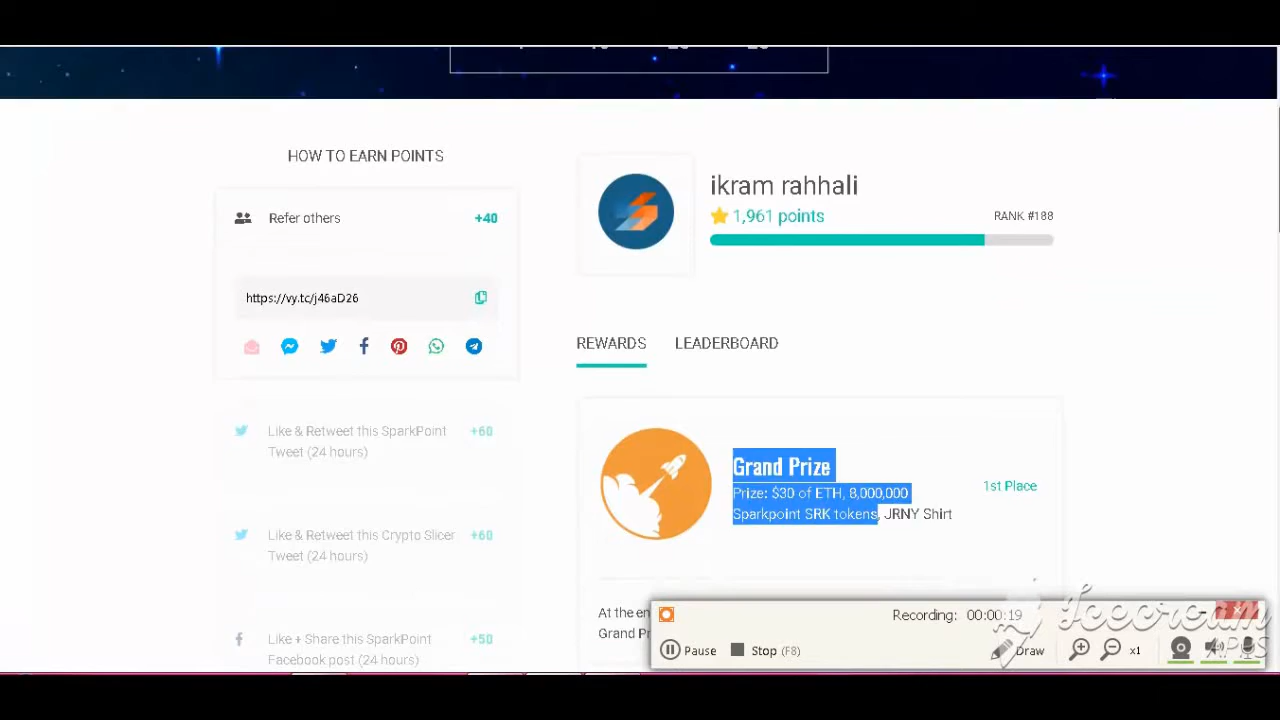 HOW TO EARN POINTS
Refer others +40
https://vy.tc/j46aD26
Like & Retweet this SparkPoint +60
Tweet (24 hours)
Like & Retweet this Crypto Slicer +60
Tweet (24 hours)
Like + Share this SparkPoint +50
Facebook post (24 hours)
ikram rahhali
1,961 points RANK #188
REWARDS LEADERBOARD
Grand Prize
Prize: $30 of ETH, 8,000,000
Sparkpoint SRK tokens, JRNY Shirt
1st Place
At the en
Grand Pr
Recording: 00:00:19
Pause Stop (F8) Draw x1
Icecream
APPS